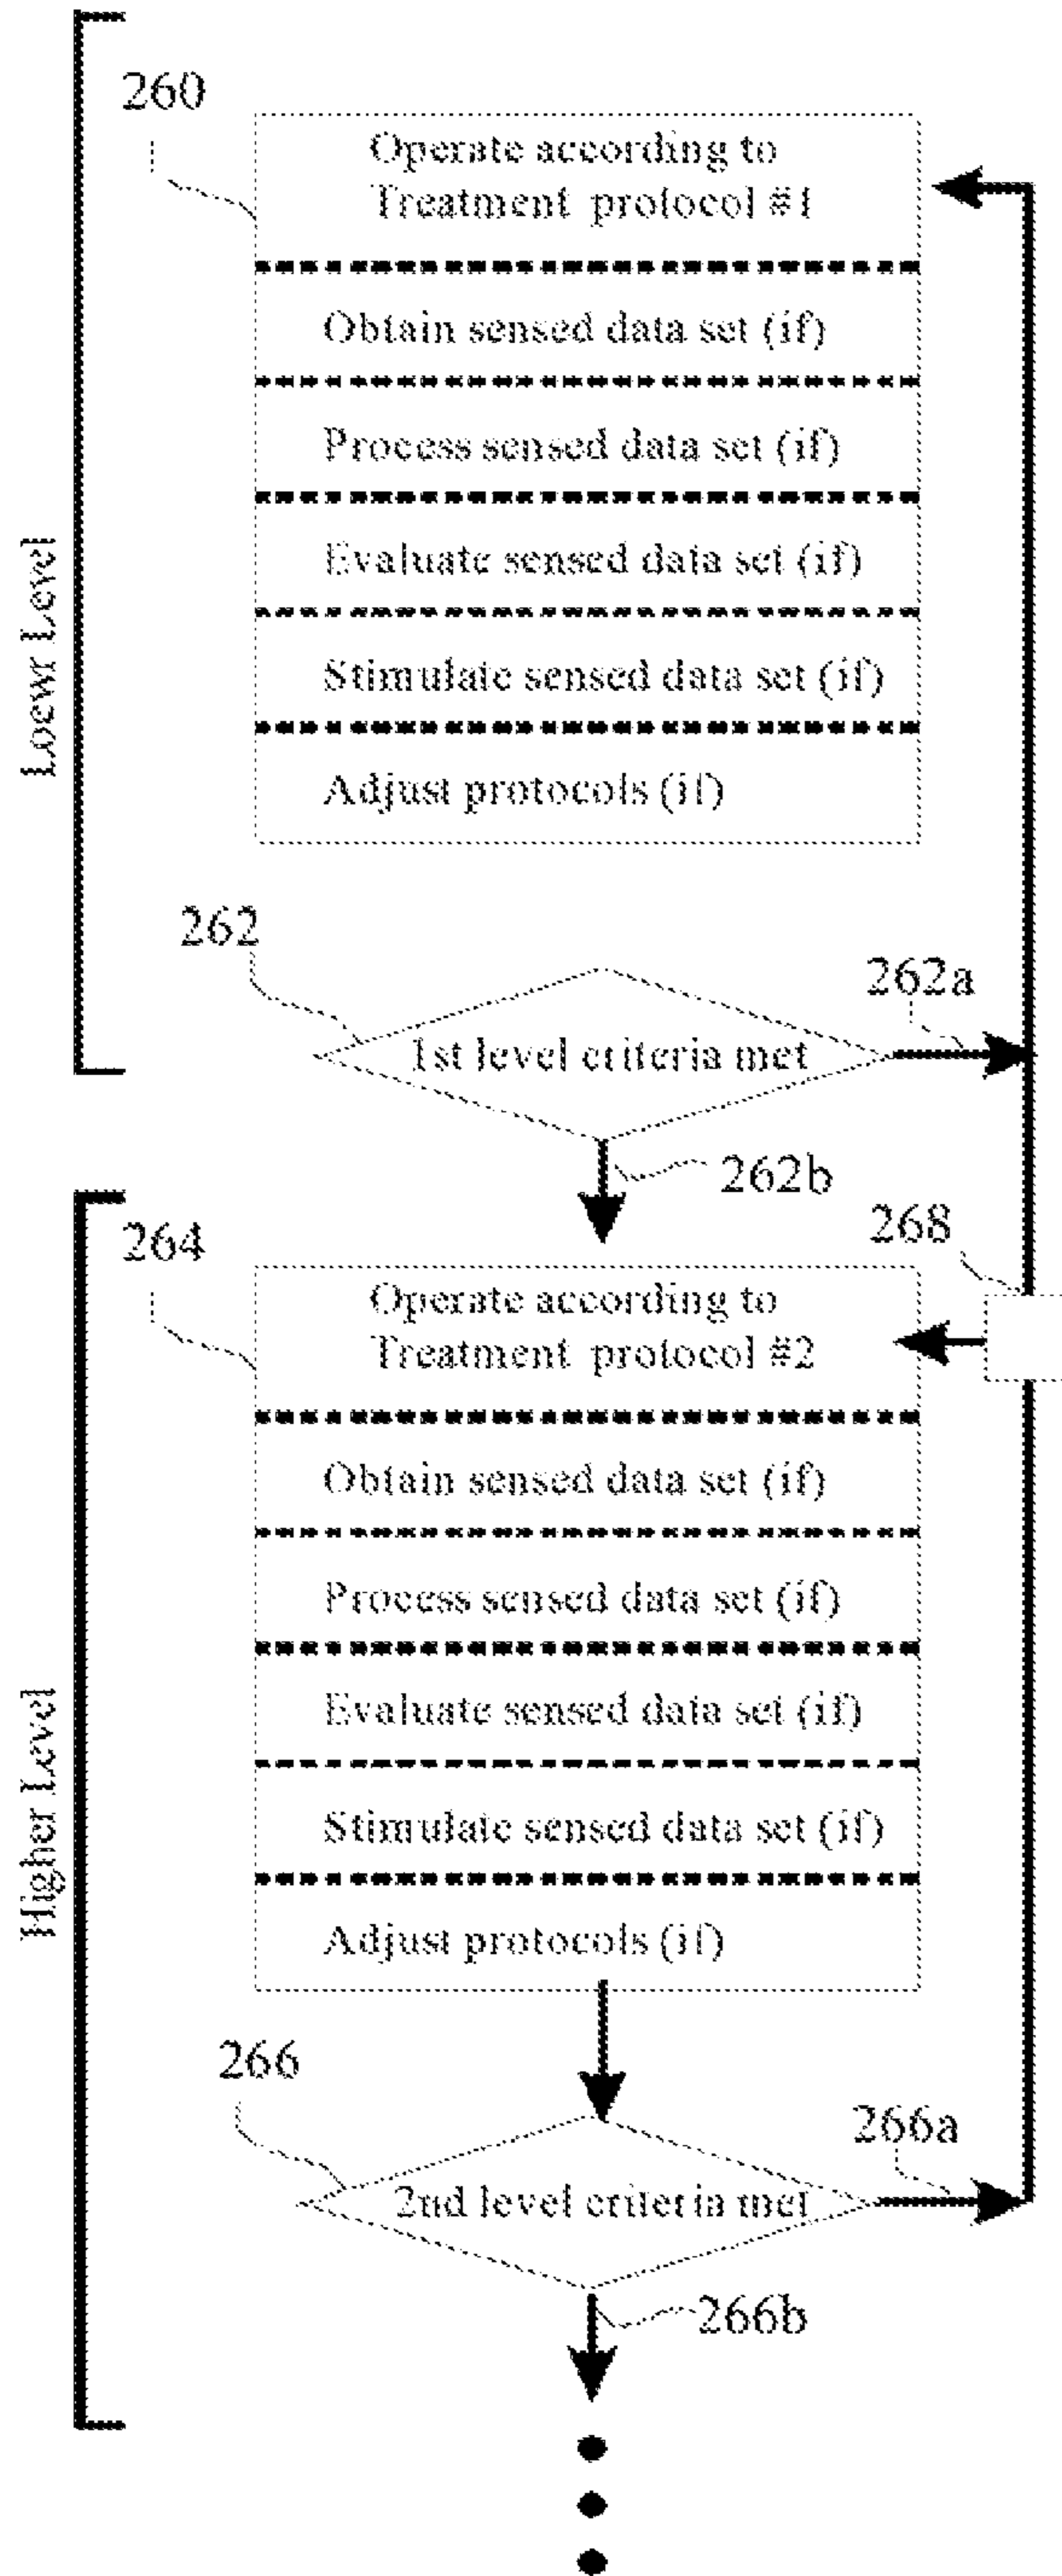 260
Operate according to
Treatment protocol #1
Obtain sensed data set (if)
Process sensed data set (if)
Evaluate sensed data set (if)
Stimulate sensed data set (if)
Adjust protocols (if)
Loewr Level
262
262a
1st level criteria met
262b
264
268
Operate according to
Treatment protocol #2
Obtain sensed data set (if)
Process sensed data set (if)
Evaluate sensed data set (if)
Stimulate sensed data set (if)
Adjust protocols (if)
Higher Level
266
266a
2nd level criteria met
266b